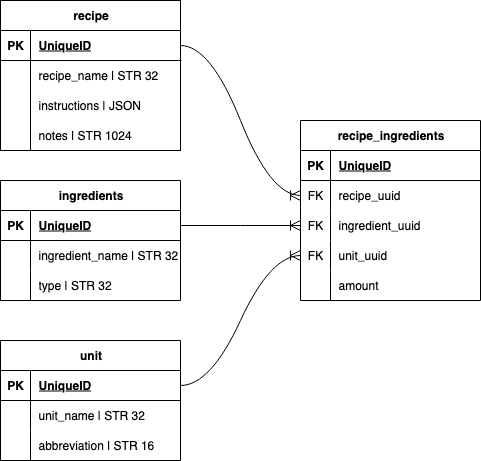 recipe
PK UniqueID
recipe_name | STR 32
instructions | JSON
notes | STR 1024
ingredients
PK UniqueID
ingredient_name | STR 32
type | STR 32
unit
PK UniqueID
unit_name | STR 32
abbreviation | STR 16
recipe_ingredients
PK UniqueID
FK recipe_uuid
FK ingredient_uuid
FK unit_uuid
amount